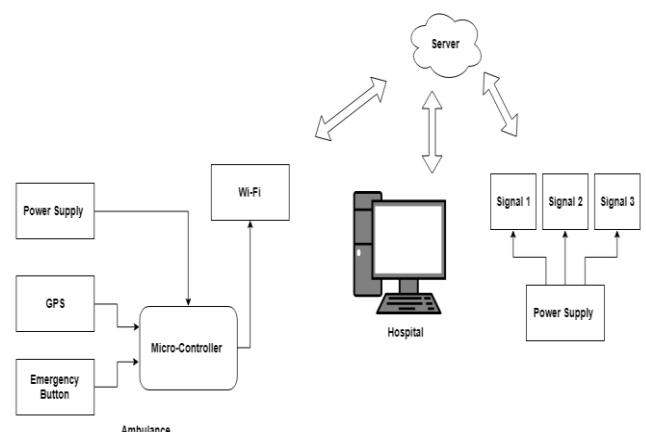 Server
Wi-Fi
Power Supply
Signal 1
Signal 2
Signal 3
GPS
Power Supply
Micro-Controller
Hospital
Emergency
Button
Ambulance